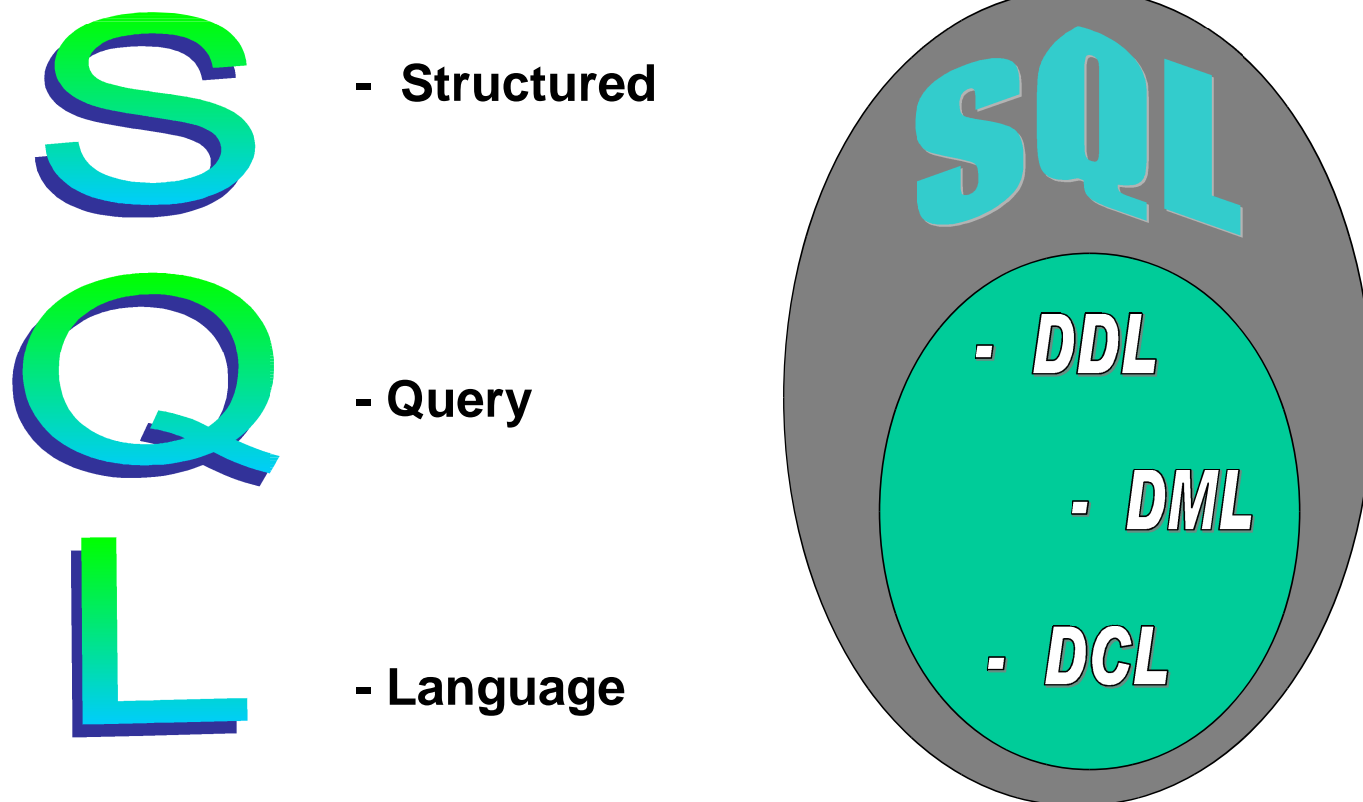 S - Structured
Q - Query
L - Language
SQL
- DDL
- DML
- DCL